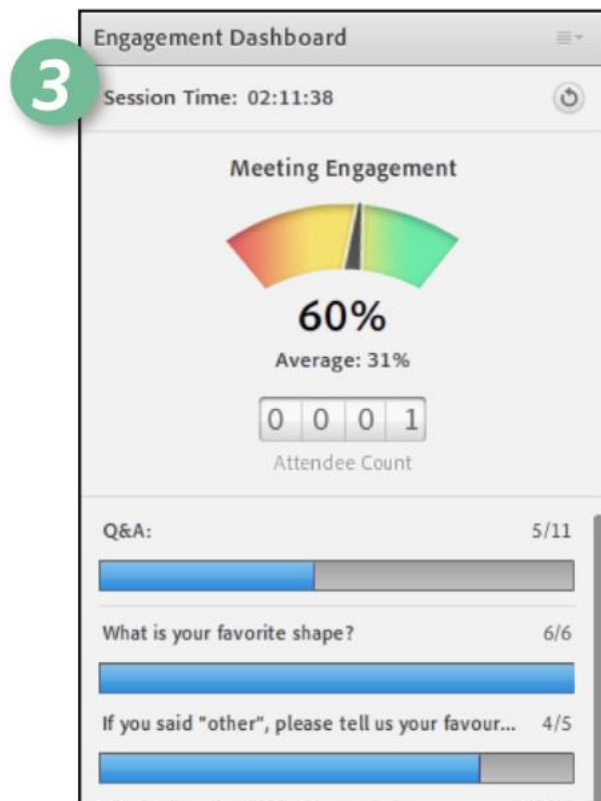 Engagement Dashboard
3
Session Time: 02:11:38
Meeting Engagement
60%
Average: 31%
0 0 0 1
Attendee Count
Q&A: 5/11
What is your favorite shape? 6/6
If you said "other", please tell us your favour... 4/5